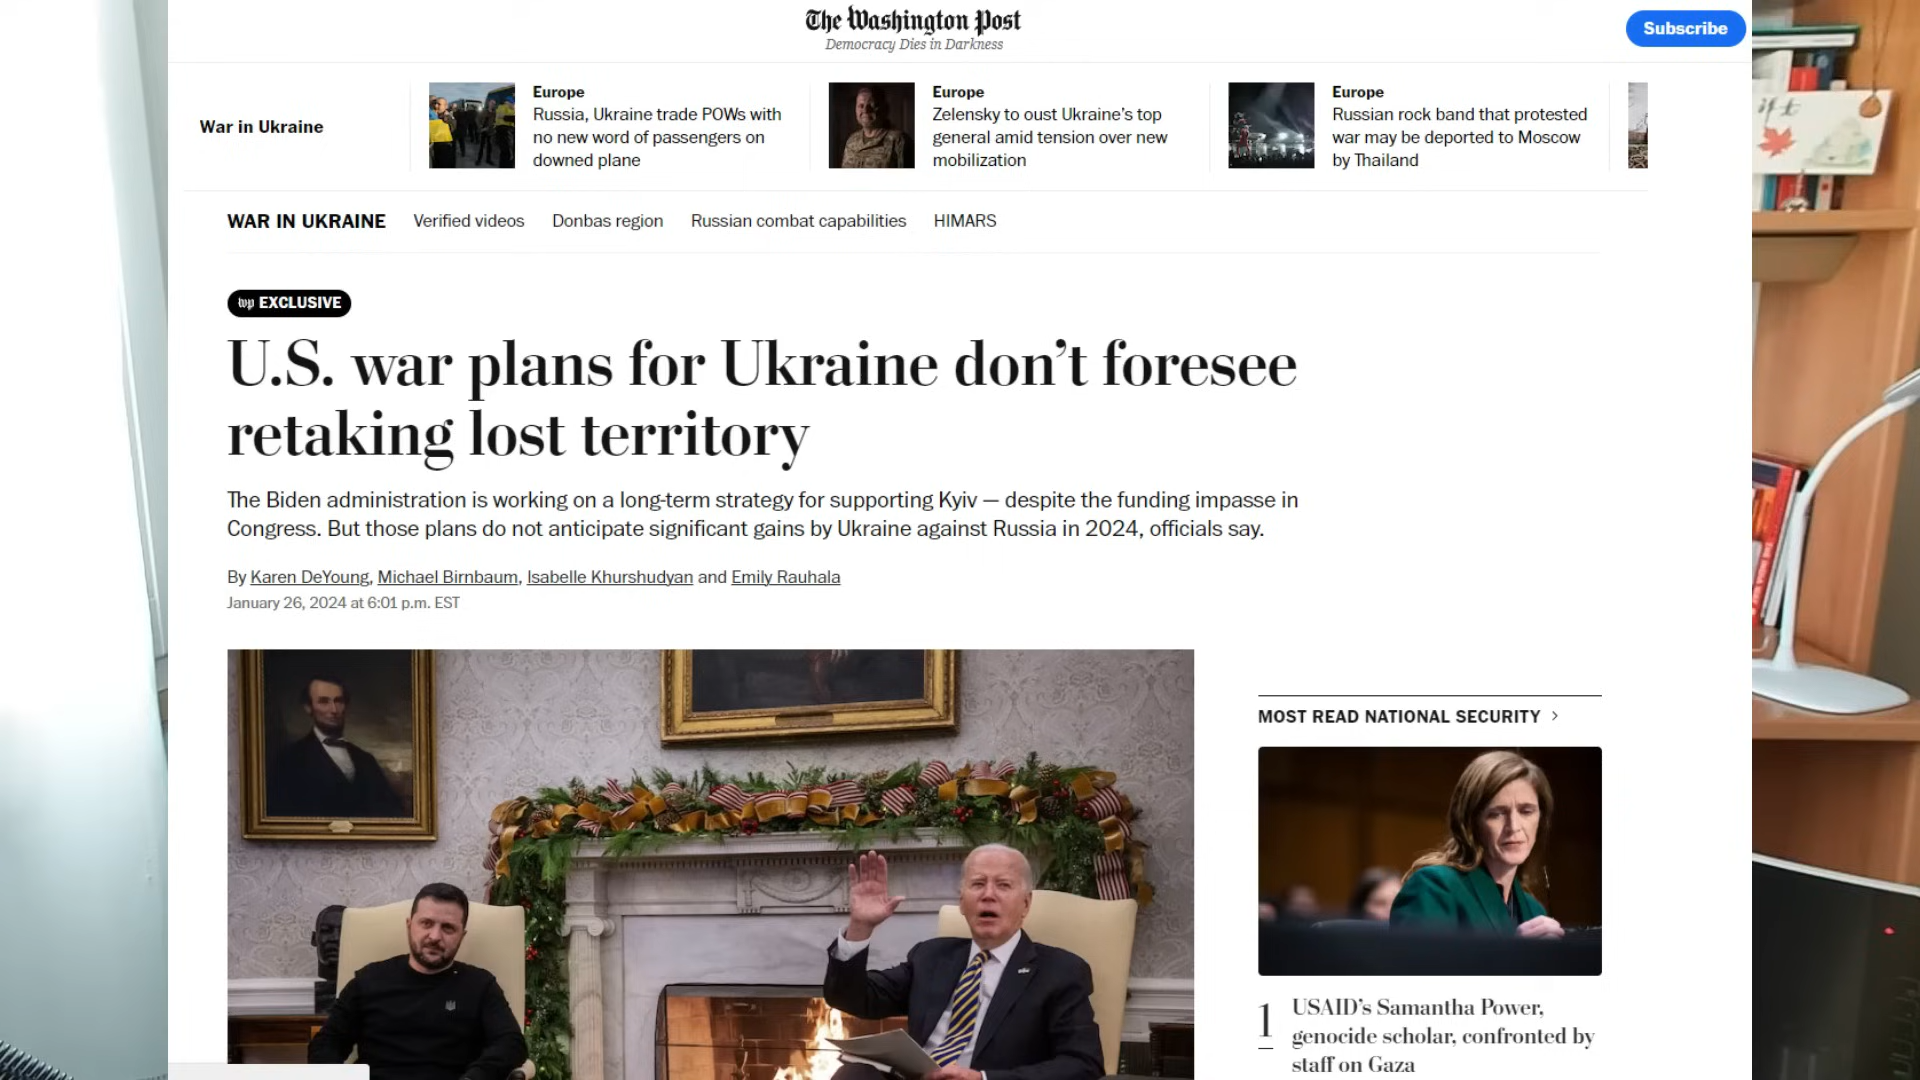 The Washington Post
Democracy Dies in Darkness
Subscribe
War in Ukraine
Europe
Russia, Ukraine trade POWs with
no new word of passengers on
downed plane
Europe
Zelensky to oust Ukraine's top
general amid tension over new
mobilization
Europe
Russian rock band that protested
war may be deported to Moscow
by Thailand
WAR IN UKRAINE Verified videos Donbas region Russian combat capabilities HIMARS
wp EXCLUSIVE
U.S. war plans for Ukraine don't foresee
retaking lost territory
The Biden administration is working on a long-term strategy for supporting Kyiv — despite the funding impasse in
Congress. But those plans do not anticipate significant gains by Ukraine against Russia in 2024, officials say.
By Karen DeYoung, Michael Birnbaum, Isabelle Khurshudyan and Emily Rauhala
January 26, 2024 at 6:01 p.m. EST
MOST READ NATIONAL SECURITY >
1 USAID's Samantha Power,
genocide scholar, confronted by
staff on Gaza